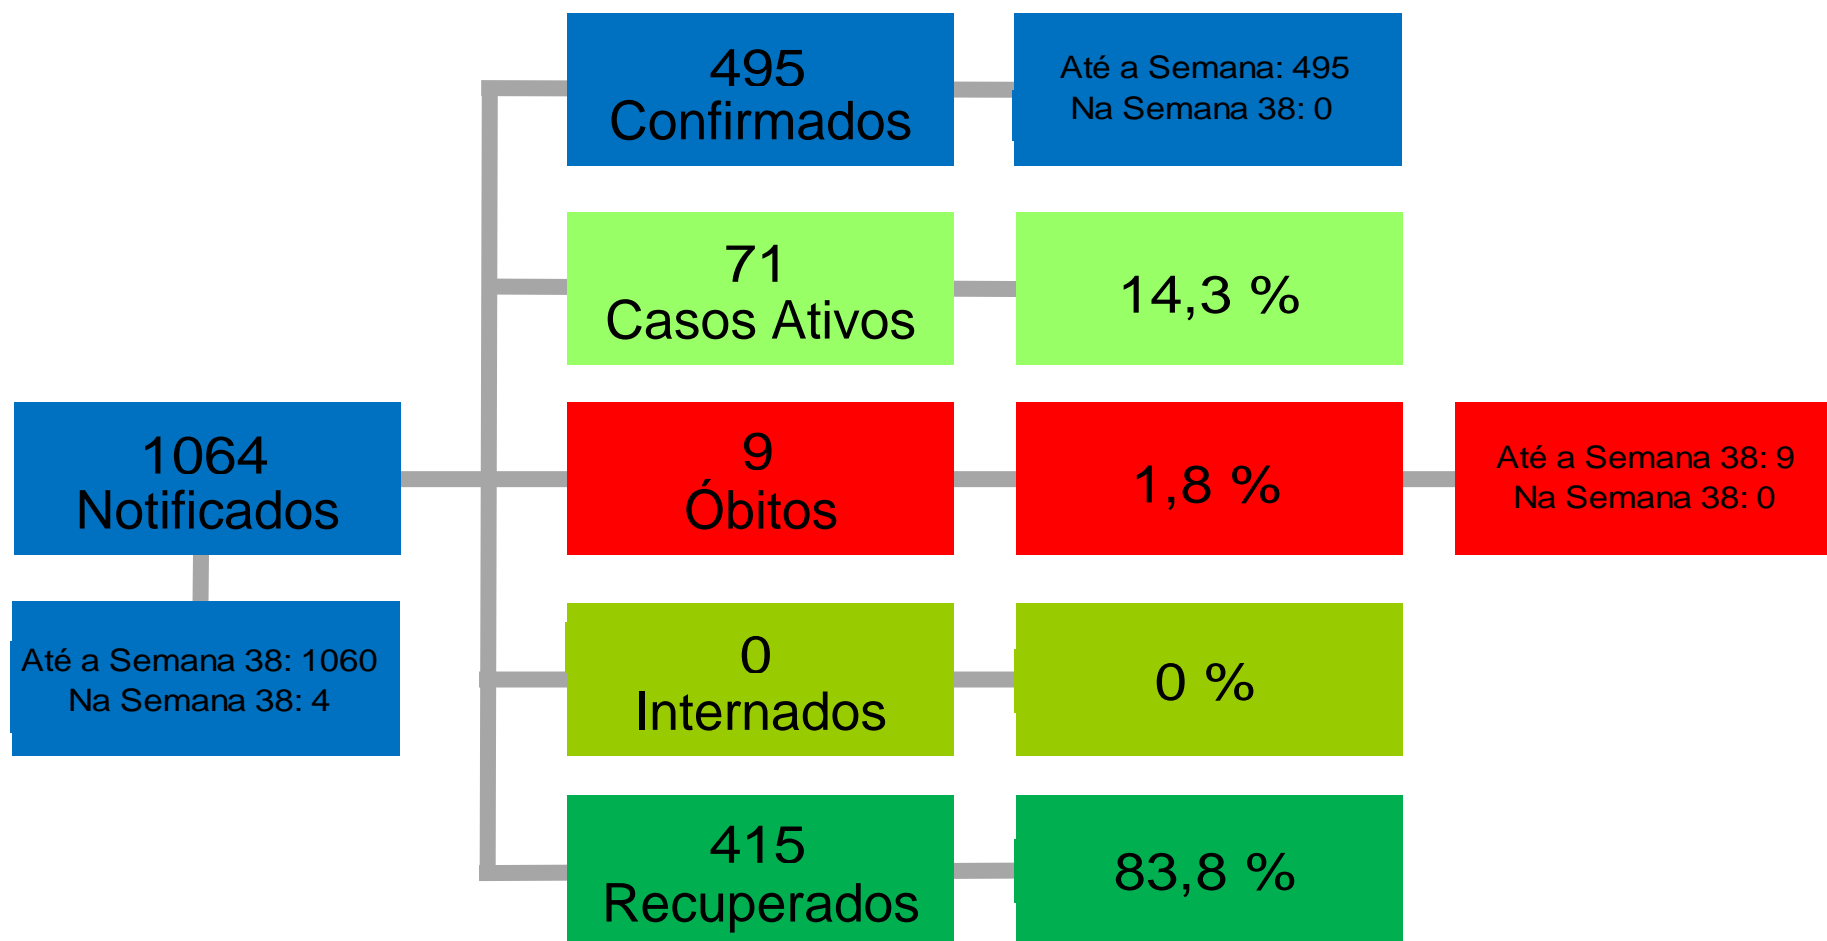 495
Confirmados
Até a Semana: 495
Na Semana 38: 0
71
Casos Ativos
14,3 %
1064
Notificados
9
Óbitos
1,8 %
Até a Semana 38: 9
Na Semana 38: 0
Até a Semana 38: 1060
Na Semana 38: 4
0
Internados
0 %
415
Recuperados
83,8 %